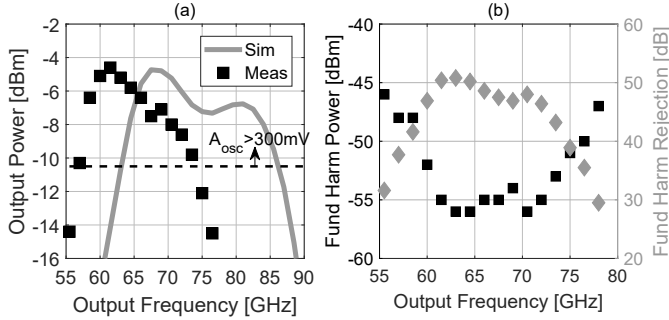 (a)
Output Power [dBm]
-2
-4
-6
-8
-10
-12
-14
-16
Sim
Meas
A_osc>300mV
55 60 65 70 75 80 85 90
Output Frequency [GHz]
(b)
Fund Harm Power [dBm]
-40
-45
-50
-55
-60
55 60 65 70 75 80
Output Frequency [GHz]
60
50
40
30
20
Fund Harm Rejection [dB]